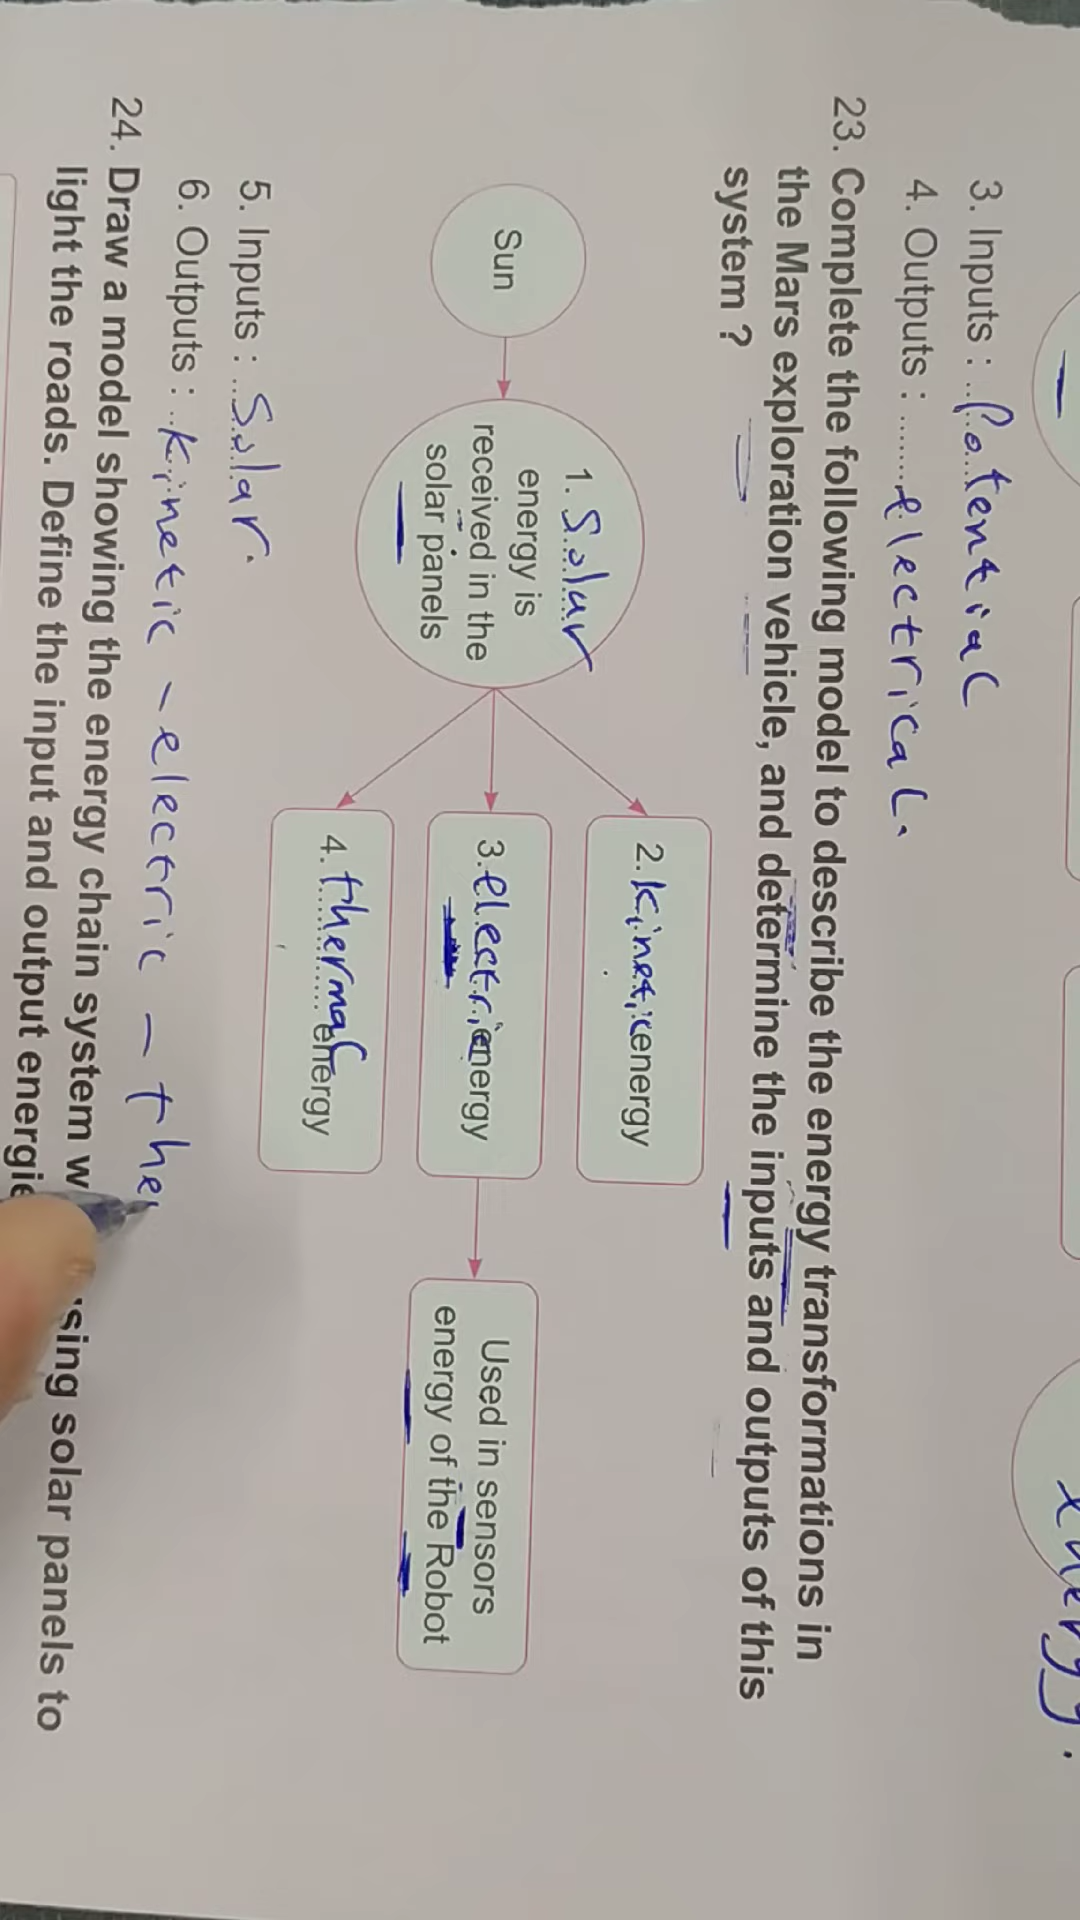 3. Inputs : Potential
4. Outputs : electrical.
23. Complete the following model to describe the energy transformations in
the Mars exploration vehicle, and determine the inputs and outputs of this
system ?
Sun
1. Solar
energy is
received in the
solar panels
2. Kinetic energy
3. electric energy
4. thermal energy
Used in sensors
energy of the Robot
5. Inputs : Solar.
6. Outputs : Kinetic - electric - the
24. Draw a model showing the energy chain system w sing solar panels to
light the roads. Define the input and output energie